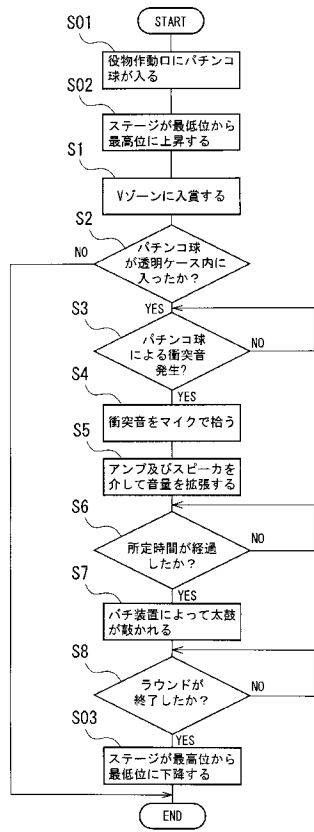 START
S01
役物作動口にパチンコ
球が入る
S02
ステージが最低位から
最高位に上昇する
S1
Vゾーンに入賞する
S2
NO
パチンコ球
が透明ケース内に
入ったか?
YES
S3
パチンコ球
による衝突音
発生?
NO
YES
S4
衝突音をマイクで拾う
S5
アンプ及びスピーカを
介して音量を拡張する
S6
所定時間が経過
したか?
NO
YES
S7
バチ装置によって太鼓
が敲かれる
S8
ラウンドが
終了したか?
NO
YES
S03
ステージが最高位から
最低位に下降する
END